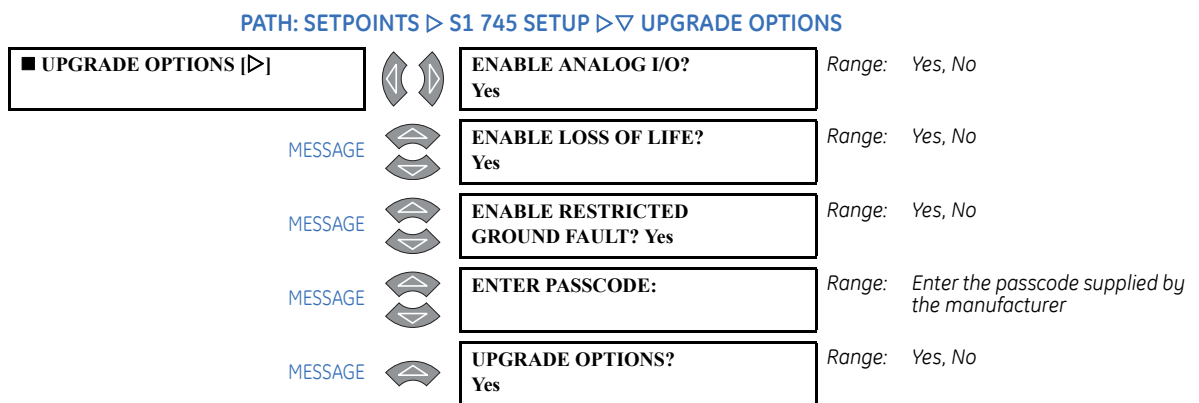 PATH: SETPOINTS ▷ S1 745 SETUP ▷▽ UPGRADE OPTIONS
■ UPGRADE OPTIONS [▷]
ENABLE ANALOG I/O?
Yes
Range: Yes, No
MESSAGE
ENABLE LOSS OF LIFE?
Yes
Range: Yes, No
MESSAGE
ENABLE RESTRICTED
GROUND FAULT? Yes
Range: Yes, No
MESSAGE
ENTER PASSCODE:
Range: Enter the passcode supplied by
the manufacturer
MESSAGE
UPGRADE OPTIONS?
Yes
Range: Yes, No